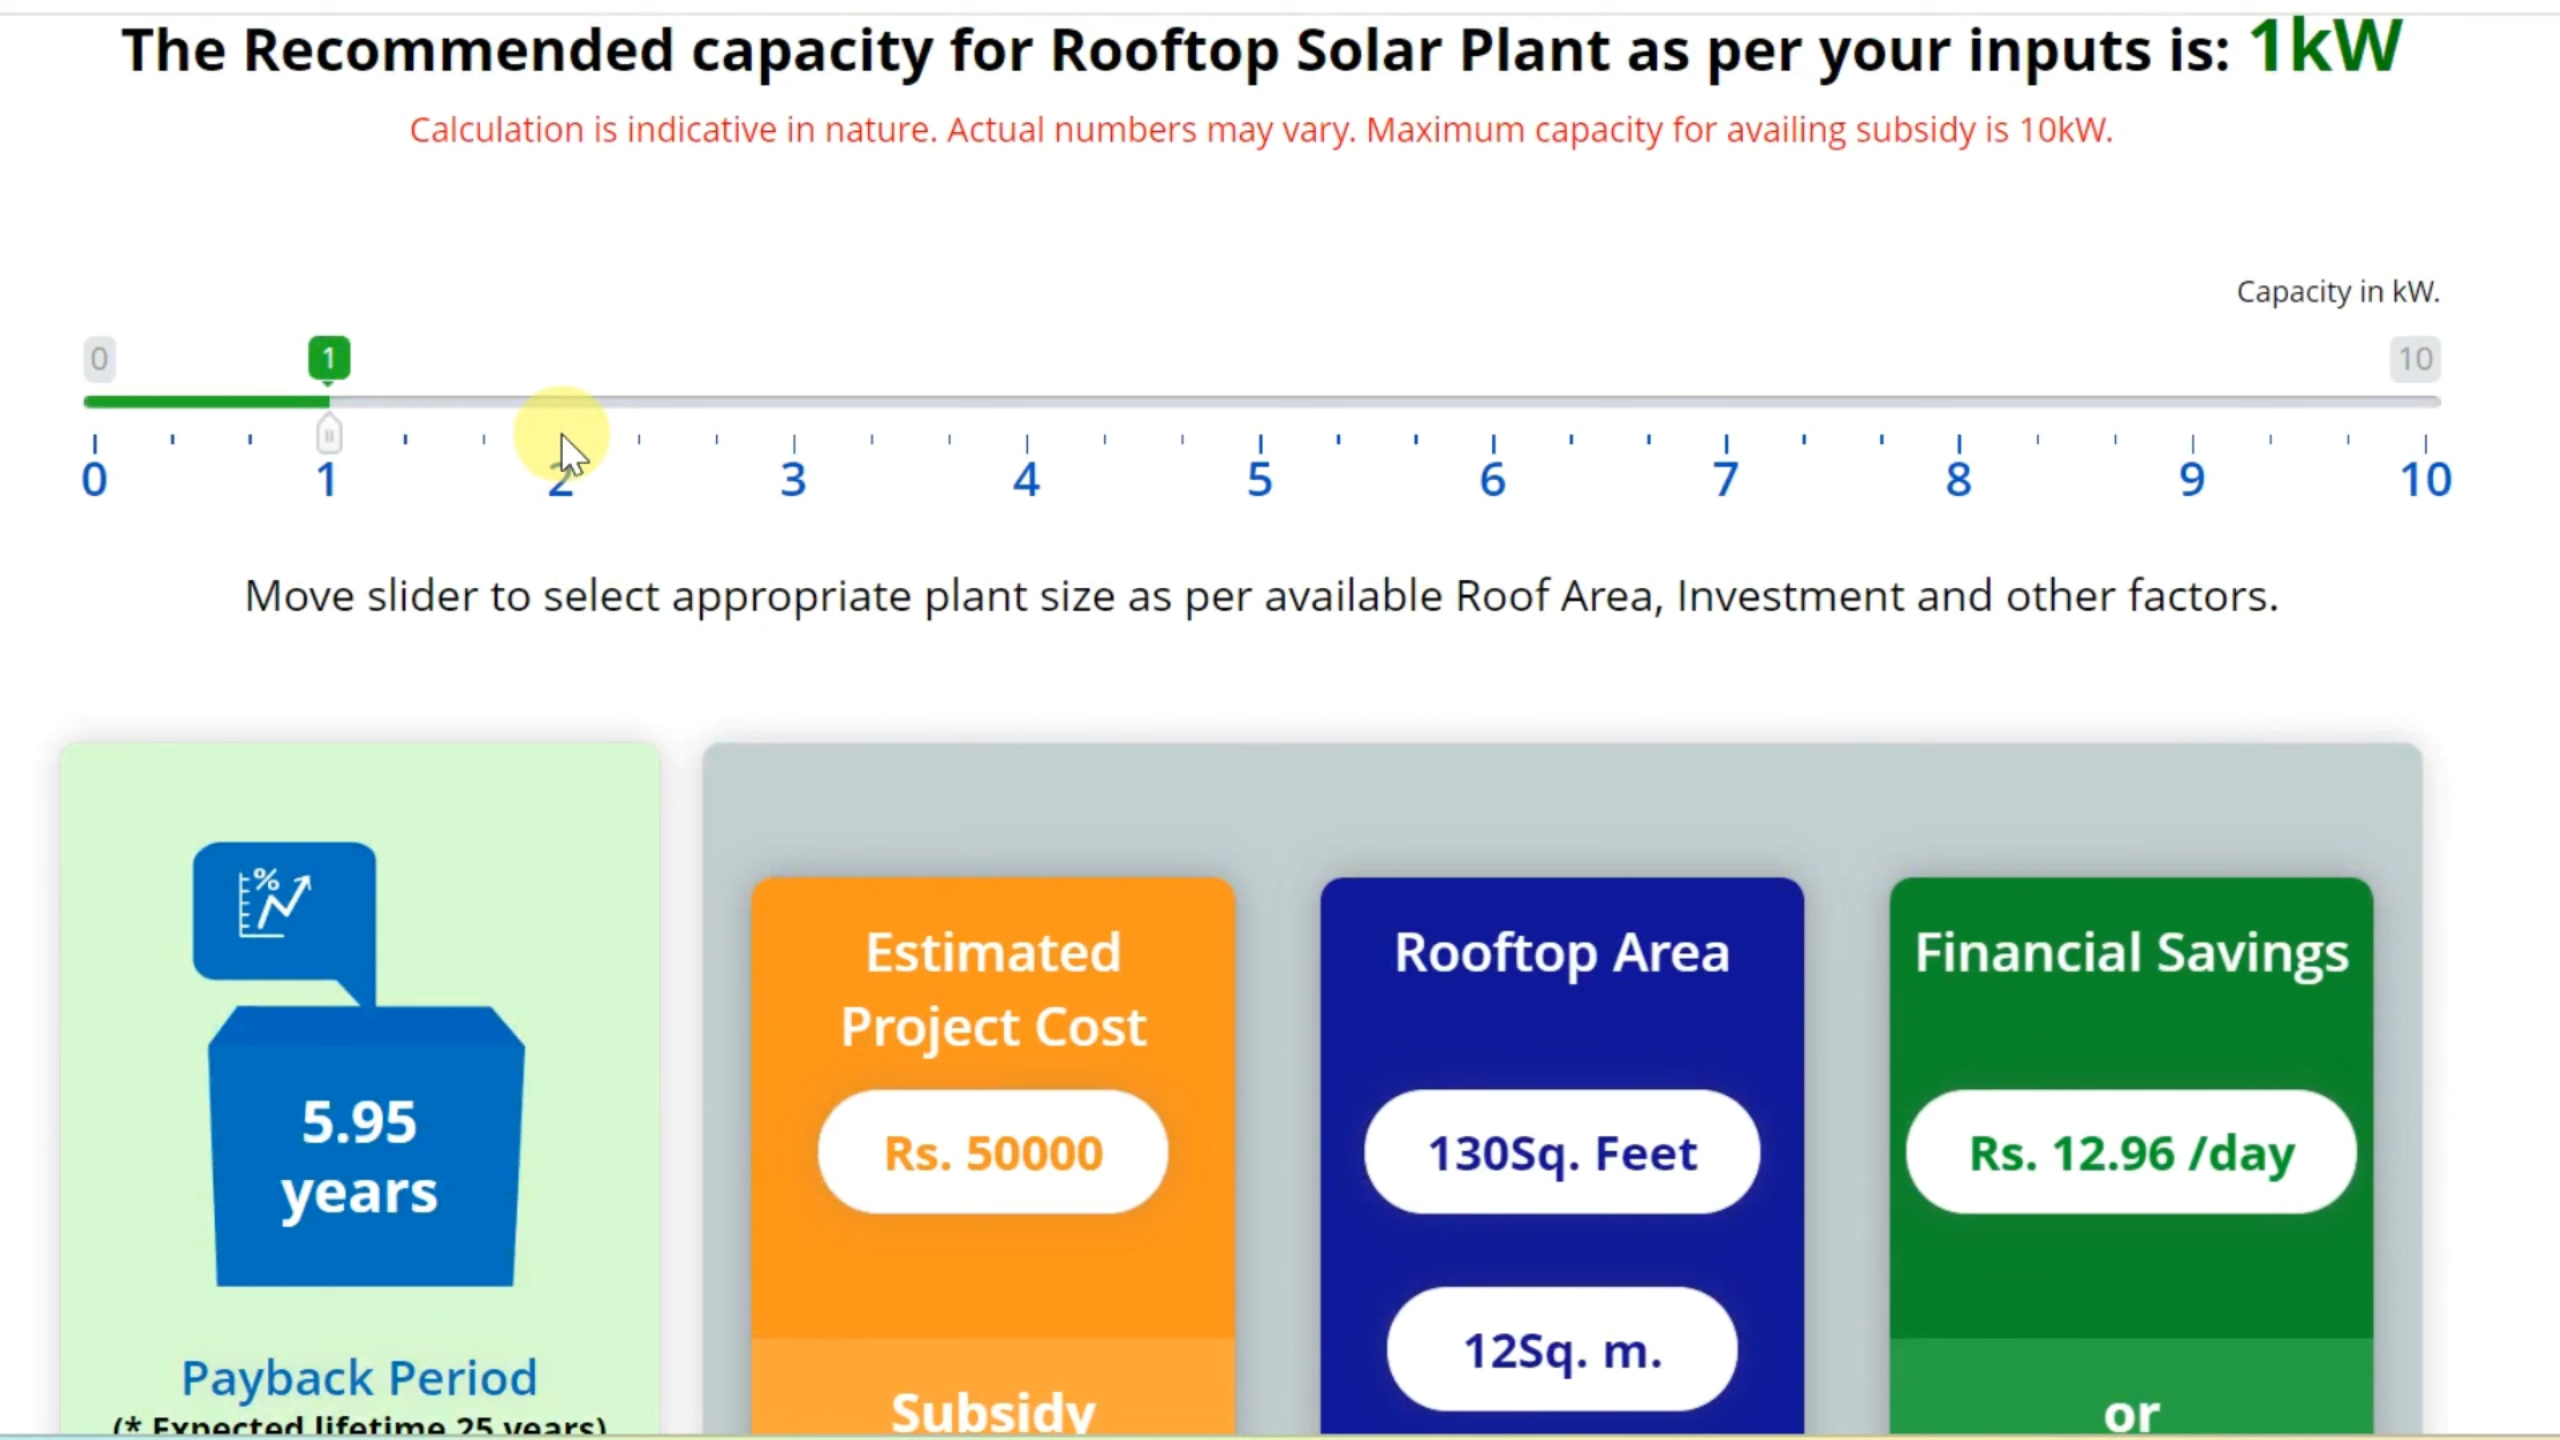 The Recommended capacity for Rooftop Solar Plant as per your inputs is: 1kW
Calculation is indicative in nature. Actual numbers may vary. Maximum capacity for availing subsidy is 10kW.
Capacity in kW.
0 1 10
0 1 2 3 4 5 6 7 8 9 10
Move slider to select appropriate plant size as per available Roof Area, Investment and other factors.
%
5.95
years
Payback Period
(* Expected lifetime 25 years)
Estimated
Project Cost
Rs. 50000
Subsidy
Rooftop Area
130Sq. Feet
12Sq. m.
Financial Savings
Rs. 12.96 /day
or